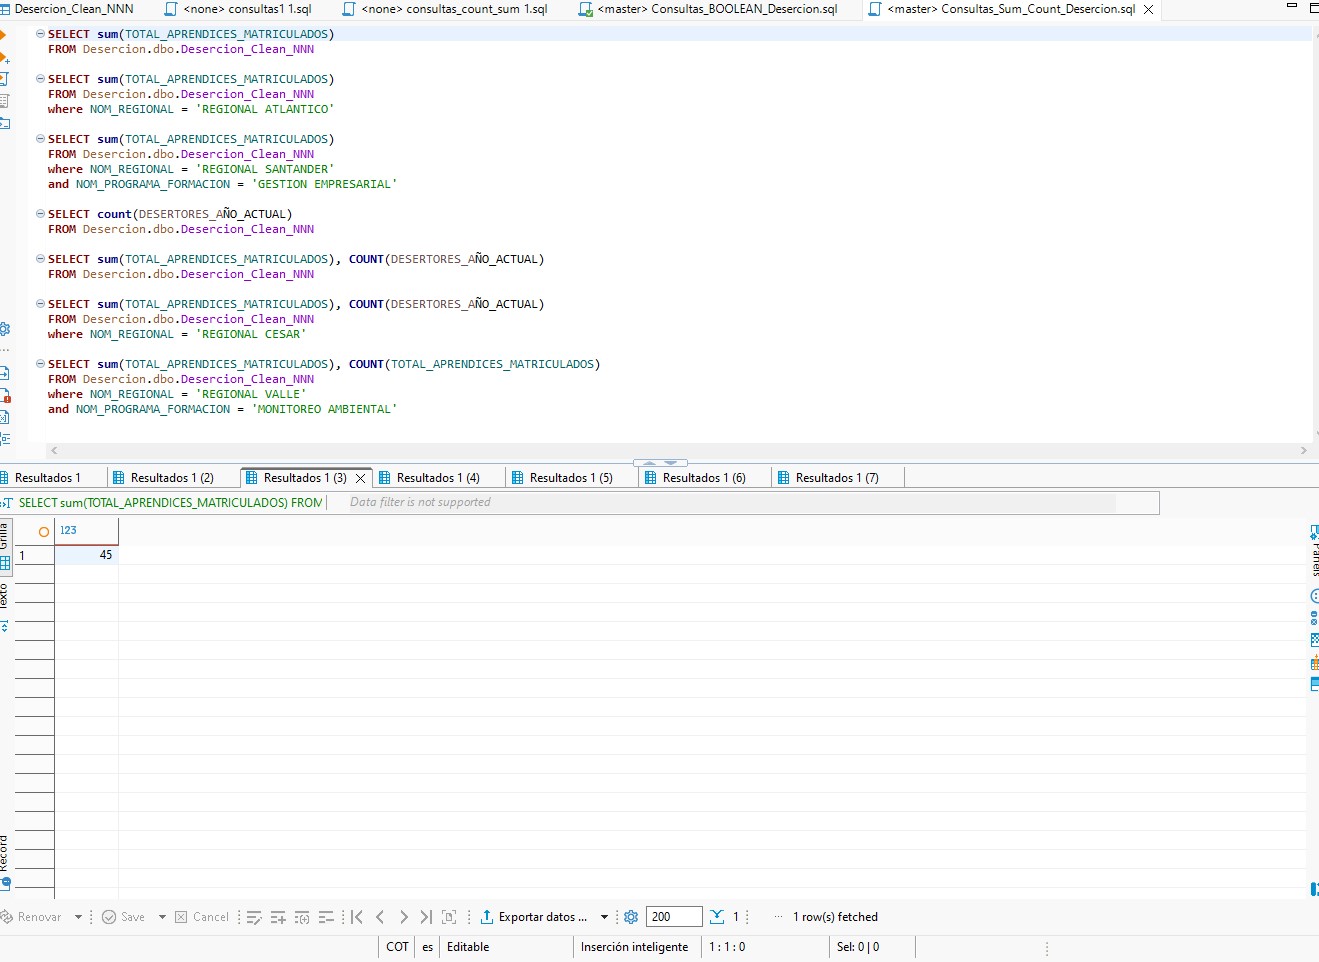 Desercion_Clean_NNN
<none> consultas1 1.sql
<none> consultas_count_sum 1.sql
<master> Consultas_BOOLEAN_Desercion.sql
<master> Consultas_Sum_Count_Desercion.sql
SELECT sum(TOTAL_APRENDICES_MATRICULADOS)
FROM Desercion.dbo.Desercion_Clean_NNN
SELECT sum(TOTAL_APRENDICES_MATRICULADOS)
FROM Desercion.dbo.Desercion_Clean_NNN
where NOM_REGIONAL = 'REGIONAL ATLANTICO'
SELECT sum(TOTAL_APRENDICES_MATRICULADOS)
FROM Desercion.dbo.Desercion_Clean_NNN
where NOM_REGIONAL = 'REGIONAL SANTANDER'
and NOM_PROGRAMA_FORMACION = 'GESTION EMPRESARIAL'
SELECT count(DESERTORES_AÑO_ACTUAL)
FROM Desercion.dbo.Desercion_Clean_NNN
SELECT sum(TOTAL_APRENDICES_MATRICULADOS), COUNT(DESERTORES_AÑO_ACTUAL)
FROM Desercion.dbo.Desercion_Clean_NNN
SELECT sum(TOTAL_APRENDICES_MATRICULADOS), COUNT(DESERTORES_AÑO_ACTUAL)
FROM Desercion.dbo.Desercion_Clean_NNN
where NOM_REGIONAL = 'REGIONAL CESAR'
SELECT sum(TOTAL_APRENDICES_MATRICULADOS), COUNT(TOTAL_APRENDICES_MATRICULADOS)
FROM Desercion.dbo.Desercion_Clean_NNN
where NOM_REGIONAL = 'REGIONAL VALLE'
and NOM_PROGRAMA_FORMACION = 'MONITOREO AMBIENTAL'
Resultados 1
Resultados 1 (2)
Resultados 1 (3)
Resultados 1 (4)
Resultados 1 (5)
Resultados 1 (6)
Resultados 1 (7)
SELECT sum(TOTAL_APRENDICES_MATRICULADOS) FROM
Data filter is not supported
Grilla
Texto
Record
123
1
45
Panels
Renovar
Save
Cancel
Exportar datos ...
200
1
1 row(s) fetched
COT
es
Editable
Inserción inteligente
1 : 1 : 0
Sel: 0 | 0